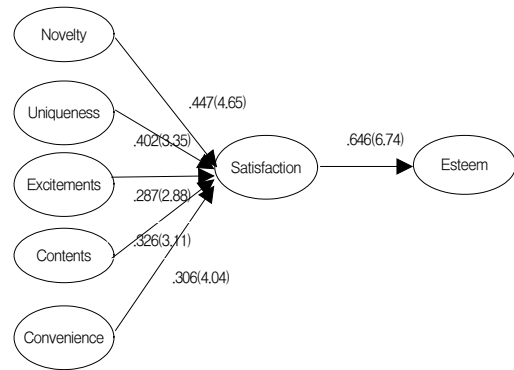 Novelty
.447(4.65)
Uniqueness
.402(3.35)
.646(6.74)
Satisfaction
Esteem
Excitements
.287(2.88)
.326(3.11)
Contents
.306(4.04)
Convenience